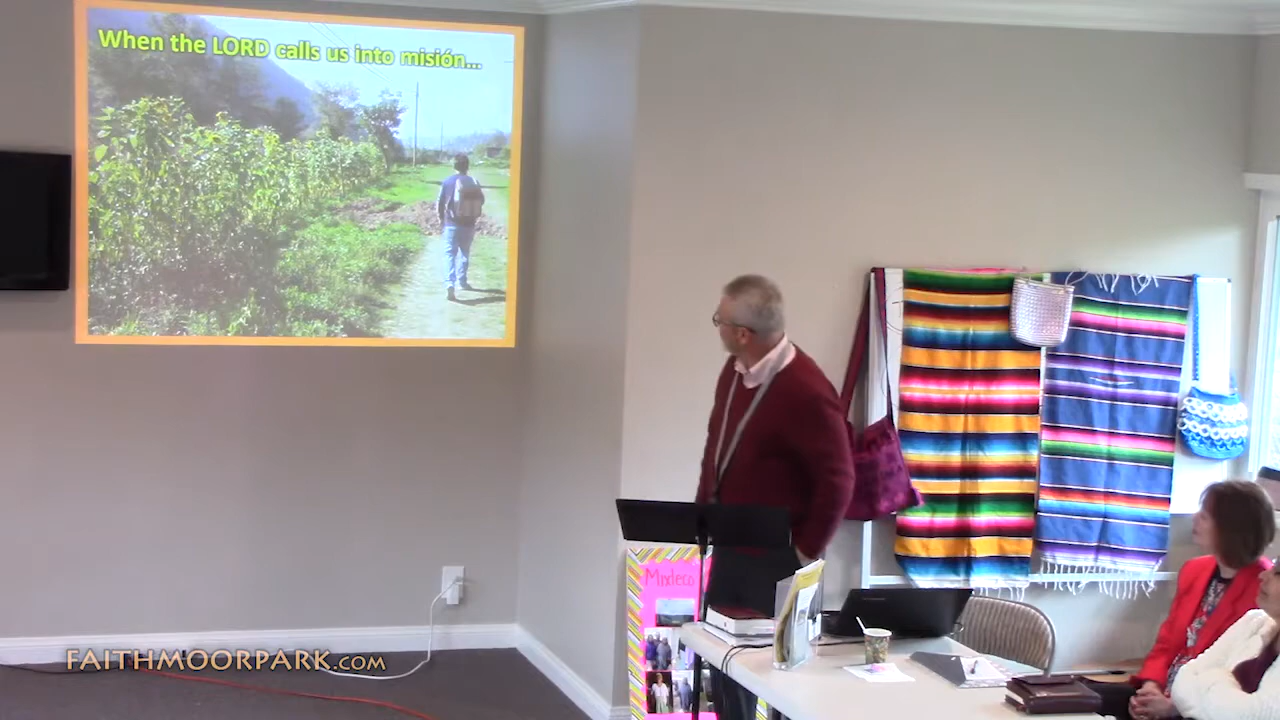 When the LORD calls us into misión...
Mixteco
FAITHMOORPARK.COM